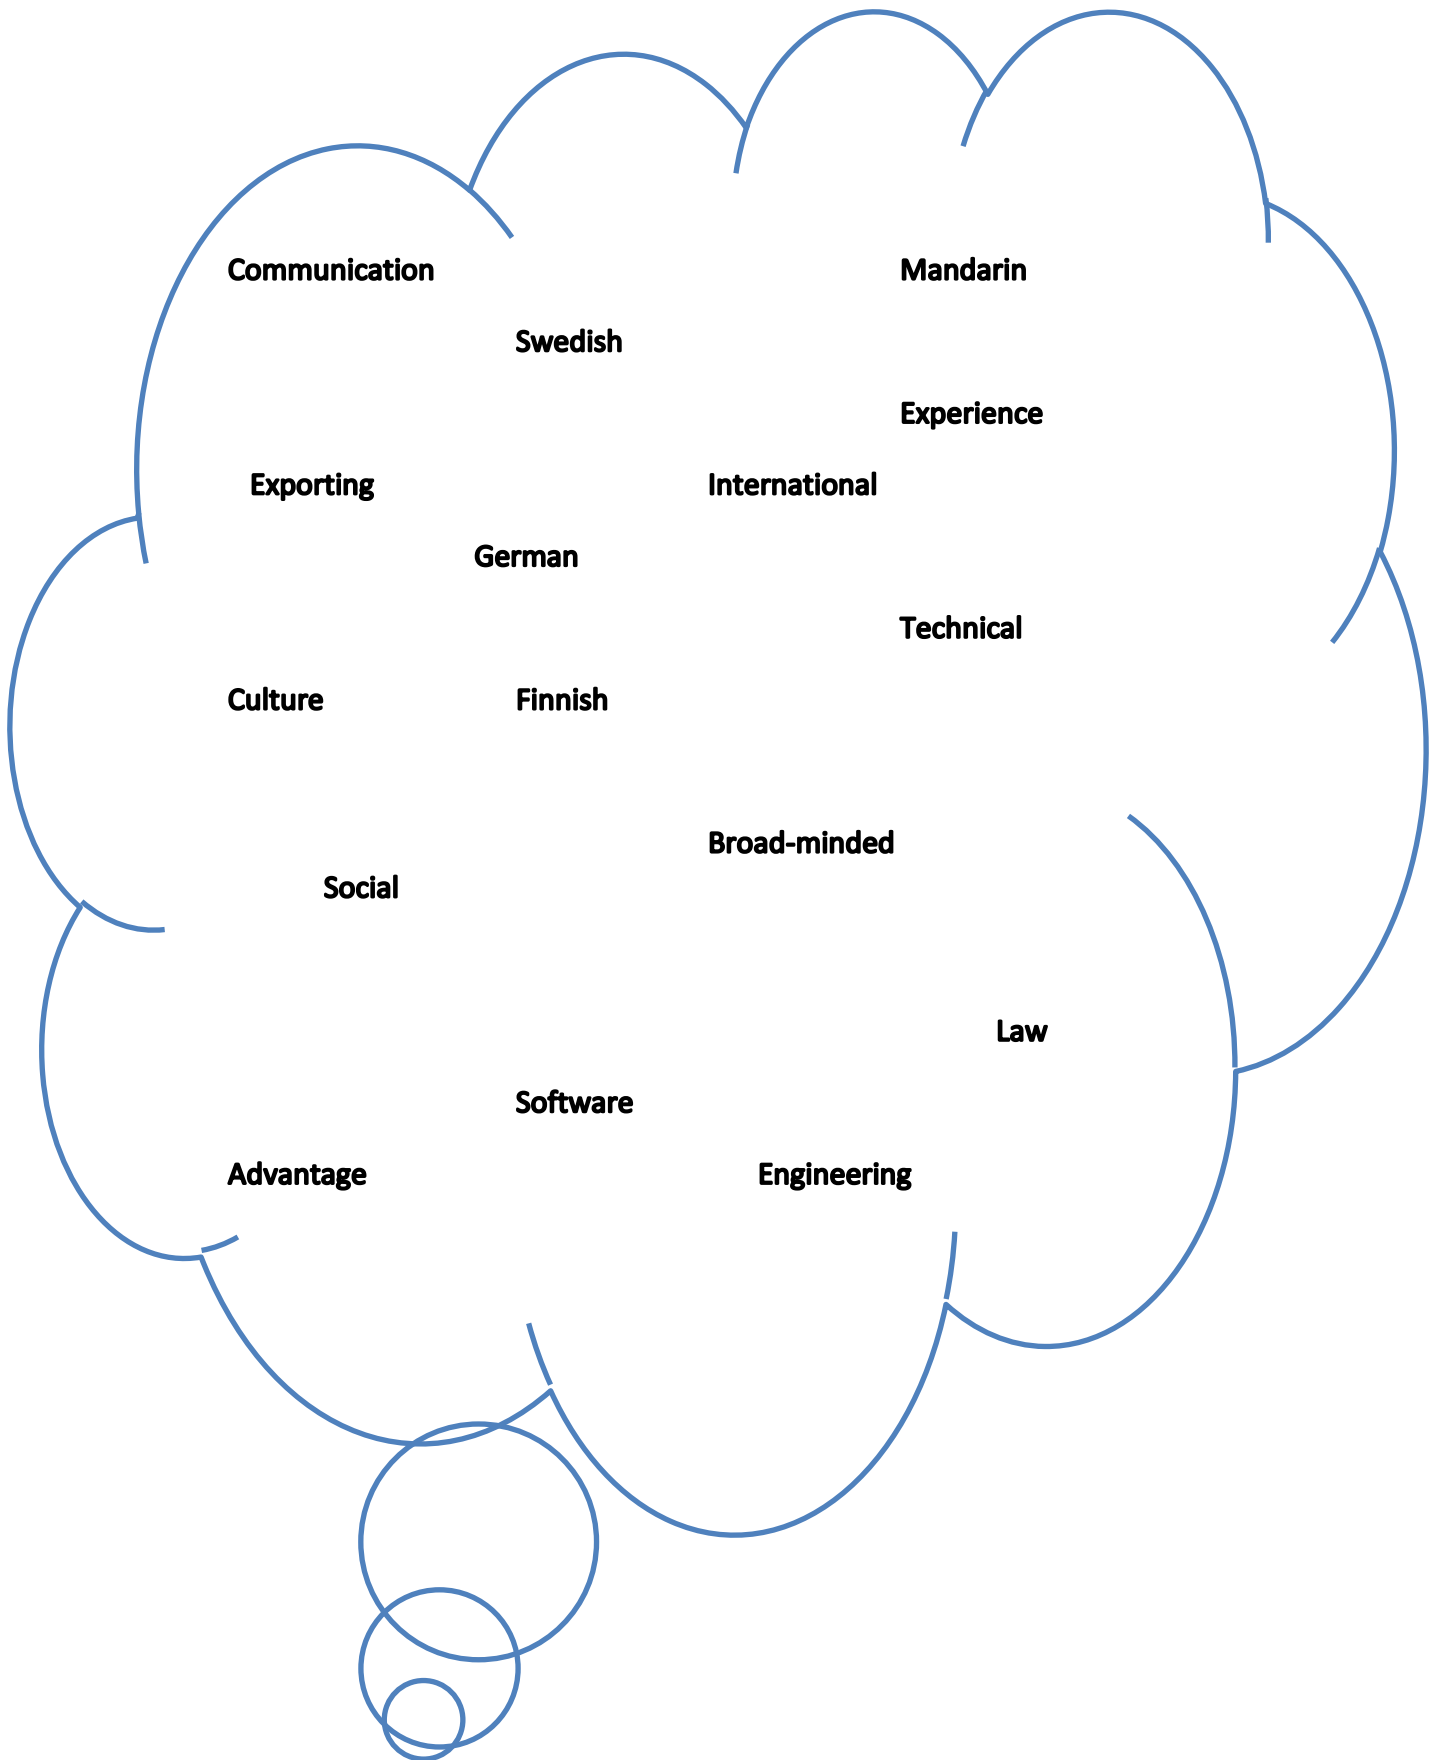 Communication Mandarin
Swedish
Experience
Exporting International
German
Technical
Culture Finnish
Broad-minded
Social
Law
Software
Advantage Engineering